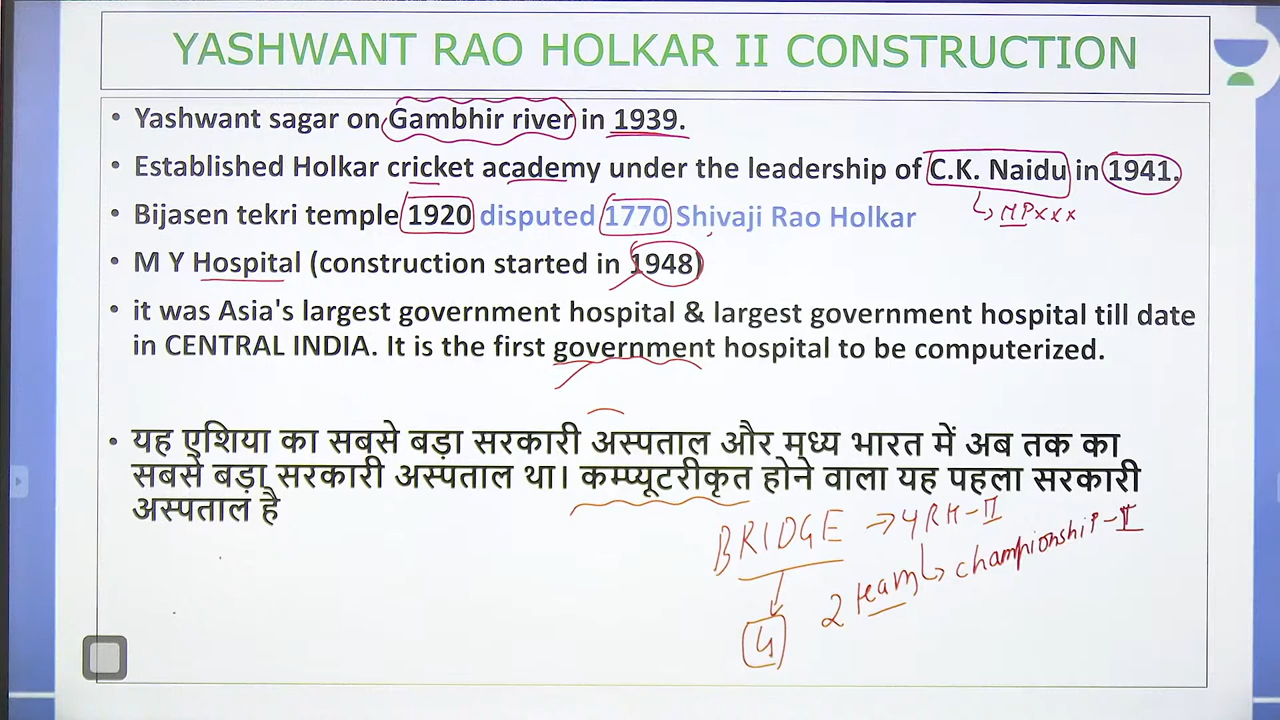 YASHWANT RAO HOLKAR II CONSTRUCTION
• Yashwant sagar on Gambhir river in 1939.
• Established Holkar cricket academy under the leadership of C.K. Naidu in 1941.
MPxxx
• Bijasen tekri temple 1920 disputed 1770 Shivaji Rao Holkar
• M Y Hospital (construction started in 1948)
• it was Asia's largest government hospital & largest government hospital till date
in CENTRAL INDIA. It is the first government hospital to be computerized.
• यह एशिया का सबसे बड़ा सरकारी अस्पताल और मध्य भारत में अब तक का
सबसे बड़ा सरकारी अस्पताल था। कम्प्यूटरीकृत होने वाला यह पहला सरकारी
अस्पताल है
BRIDGE → YRH-II
2 team championship-I
4